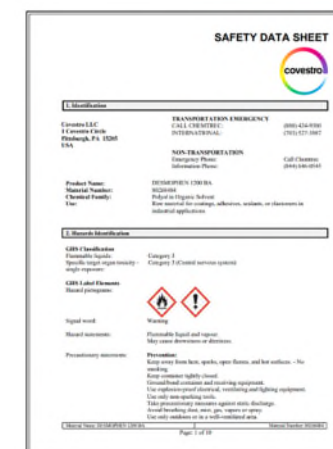 SAFETY DATA SHEET
covestro
1. Identification
Covestro LLC
1 Covestro Circle
Pittsburgh, PA 15205
USA
TRANSPORTATION EMERGENCY
CALL CHEMTREC:
INTERNATIONAL:
NON-TRANSPORTATION
Emergency Phone: Call Chemtrec
Information Phone:
Product Name: DESMOPHEN 1200 BA
Material Number:
Chemical Family: Polyol in Organic Solvent
Use: Raw material for coatings, adhesives, sealants, or elastomers in
industrial applications
2. Hazards Identification
GHS Classification
Flammable liquids: Category 3
Specific target organ toxicity - Category 3 (Central nervous system)
single exposure:
GHS Label Elements
Hazard pictograms:
Signal word: Warning
Hazard statements: Flammable liquid and vapour.
May cause drowsiness or dizziness.
Precautionary statements: Prevention:
Keep away from heat, sparks, open flames, and hot surfaces. - No
smoking.
Keep container tightly closed.
Ground/bond container and receiving equipment.
Use explosion-proof electrical, ventilating and lighting equipment.
Use only non-sparking tools.
Take precautionary measures against static discharge.
Avoid breathing dust, mist, gas, vapors or spray.
Use only outdoors or in a well-ventilated area.
Material Name: DESMOPHEN 1200 BA Material Number:
Page: 1 of 10